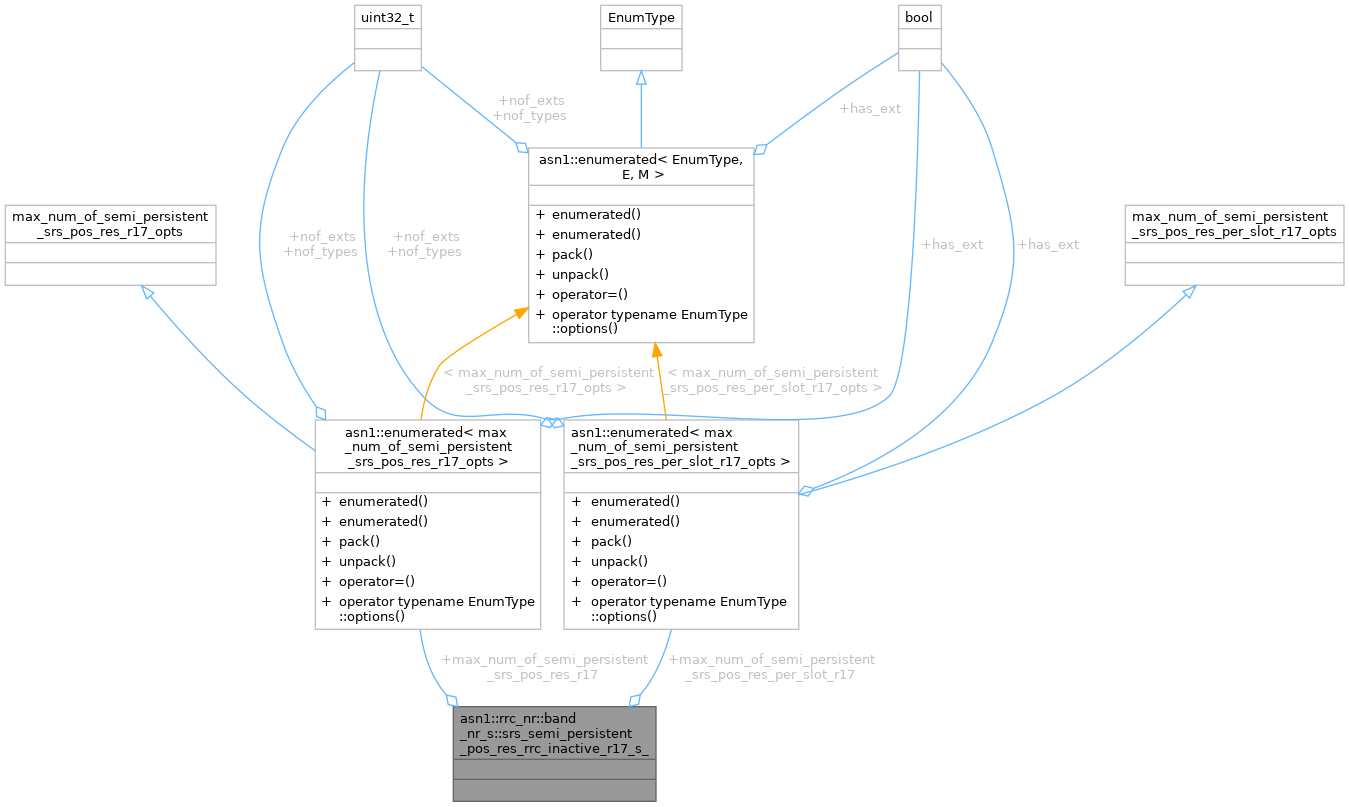 uint32_t
EnumType
bool
+nof_exts
+nof_types
+has_ext
asn1::enumerated< EnumType,
E, M >
+ enumerated()
+ enumerated()
+ pack()
+ unpack()
+ operator=()
+ operator typename EnumType
::options()
max_num_of_semi_persistent
_srs_pos_res_r17_opts
+nof_exts
+nof_types
+nof_exts
+nof_types
+has_ext
+has_ext
max_num_of_semi_persistent
_srs_pos_res_per_slot_r17_opts
< max_num_of_semi_persistent
_srs_pos_res_r17_opts >
< max_num_of_semi_persistent
_srs_pos_res_per_slot_r17_opts >
asn1::enumerated< max
_num_of_semi_persistent
_srs_pos_res_r17_opts >
+ enumerated()
+ enumerated()
+ pack()
+ unpack()
+ operator=()
+ operator typename EnumType
::options()
asn1::enumerated< max
_num_of_semi_persistent
_srs_pos_res_per_slot_r17_opts >
+ enumerated()
+ enumerated()
+ pack()
+ unpack()
+ operator=()
+ operator typename EnumType
::options()
+max_num_of_semi_persistent
_srs_pos_res_r17
+max_num_of_semi_persistent
_srs_pos_res_per_slot_r17
asn1::rrc_nr::band
_nr_s::srs_semi_persistent
_pos_res_rrc_inactive_r17_s_